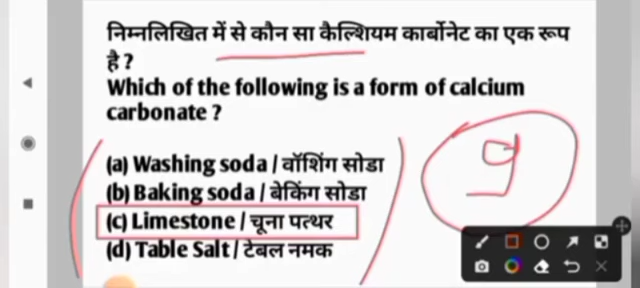 निम्नलिखित में से कौन सा कैल्शियम कार्बोनेट का एक रूप
है ?
Which of the following is a form of calcium
carbonate ?
(a) Washing soda / वॉशिंग सोडा
(b) Baking soda / बेकिंग सोडा
(c) Limestone / चूना पत्थर
(d) Table Salt / टेबल नमक